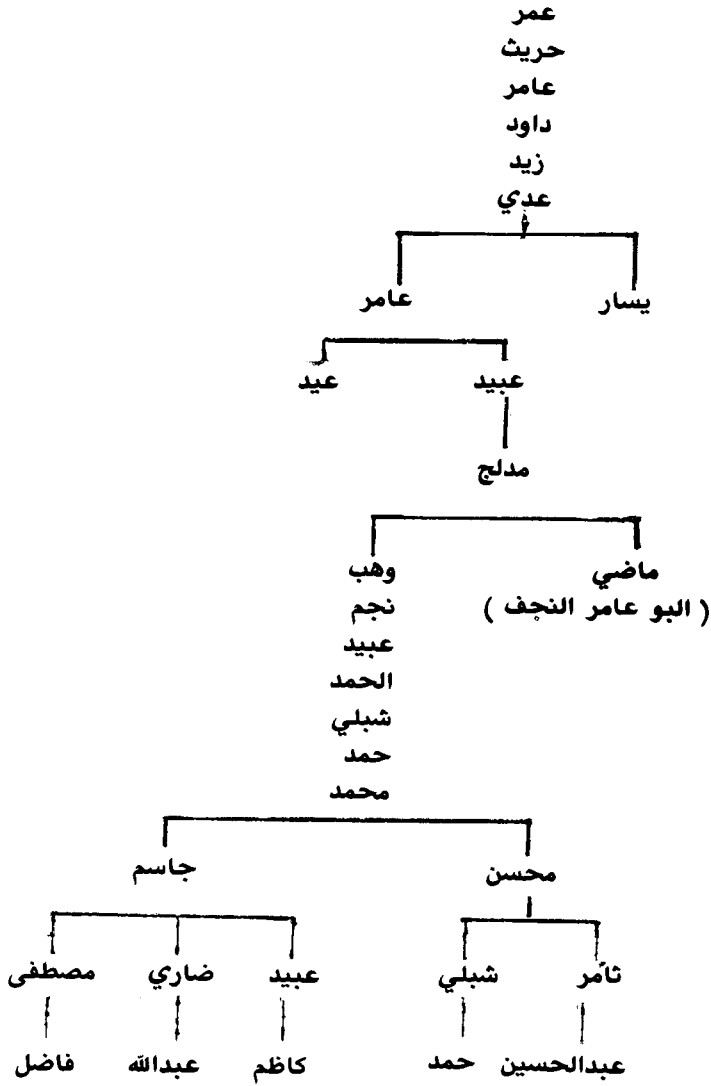 عمر
حريث
عامر
داود
زيد
عدي
يسار عامر
عبيد عيد
مدلج
ماضي وهب
( البو عامر النجف ) نجم
عبيد
الحمد
شبلي
حمد
محمد
محسن جاسم
ثامر شبلي عبيد ضاري مصطفى
عبدالحسين حمد كاظم عبدالله فاضل